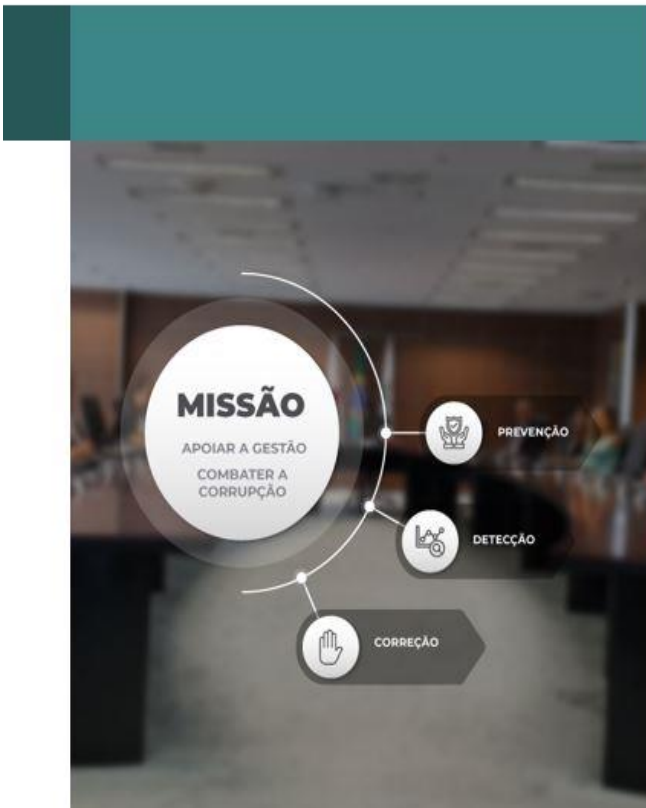 MISSÃO
APOIAR A GESTÃO
COMBATER A
CORRUPÇÃO
PREVENÇÃO
DETECÇÃO
CORREÇÃO